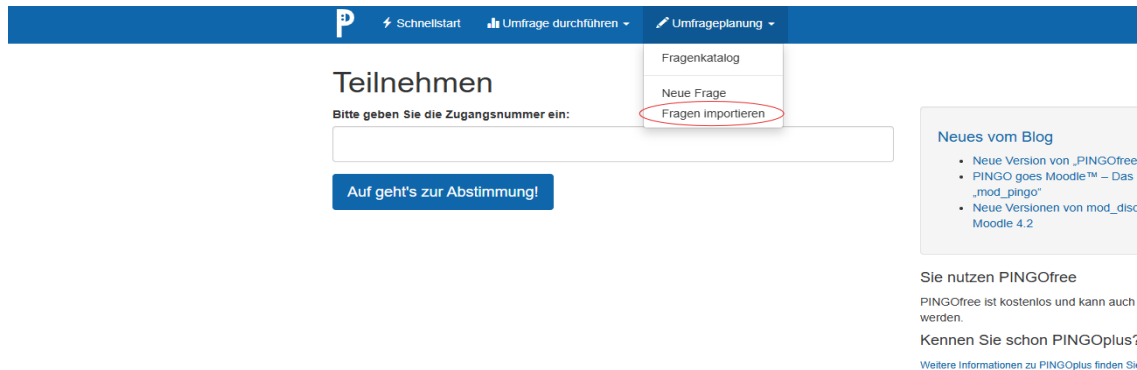 Schnellstart
Umfrage durchführen
Umfrageplanung
Fragenkatalog
Neue Frage
Fragen importieren
Teilnehmen
Bitte geben Sie die Zugangsnummer ein:
Auf geht's zur Abstimmung!
Neues vom Blog
Neue Version von „PINGOfree
PINGO goes Moodle™ – Das
„mod_pingo“
Neue Versionen von mod_disc
Moodle 4.2
Sie nutzen PINGOfree
PINGOfree ist kostenlos und kann auch
werden.
Kennen Sie schon PINGOplus?
Weitere Informationen zu PINGOplus finden Sie